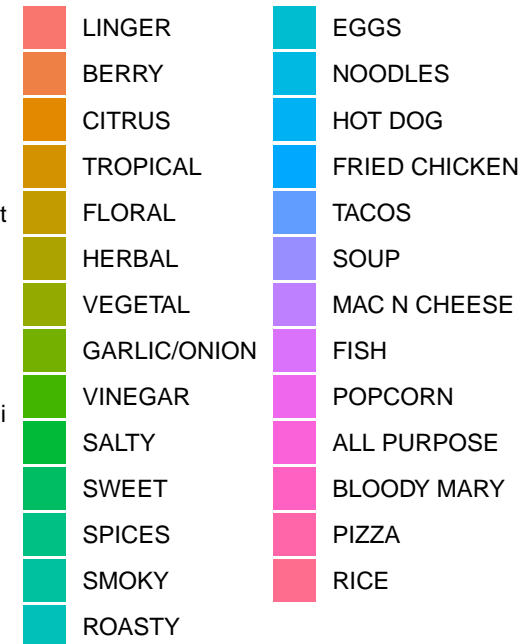 LINGER
BERRY
CITRUS
TROPICAL
t
FLORAL
HERBAL
VEGETAL
GARLIC/ONION
VINEGAR
i
SALTY
SWEET
SPICES
SMOKY
ROASTY
EGGS
NOODLES
HOT DOG
FRIED CHICKEN
TACOS
SOUP
MAC N CHEESE
FISH
POPCORN
ALL PURPOSE
BLOODY MARY
PIZZA
RICE